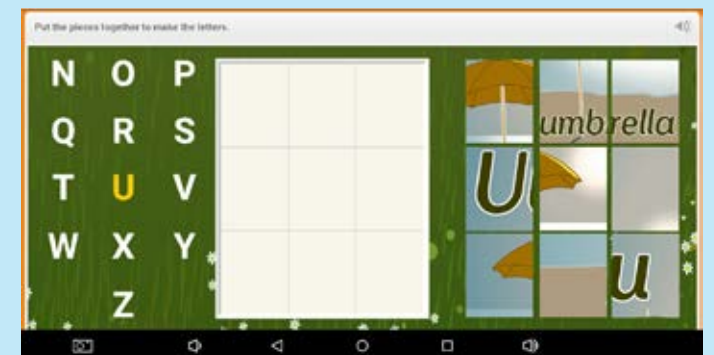 Put the pieces together to make the letters.
N O P
Q R S
T U V
W X Y
Z
umbrella
U
u